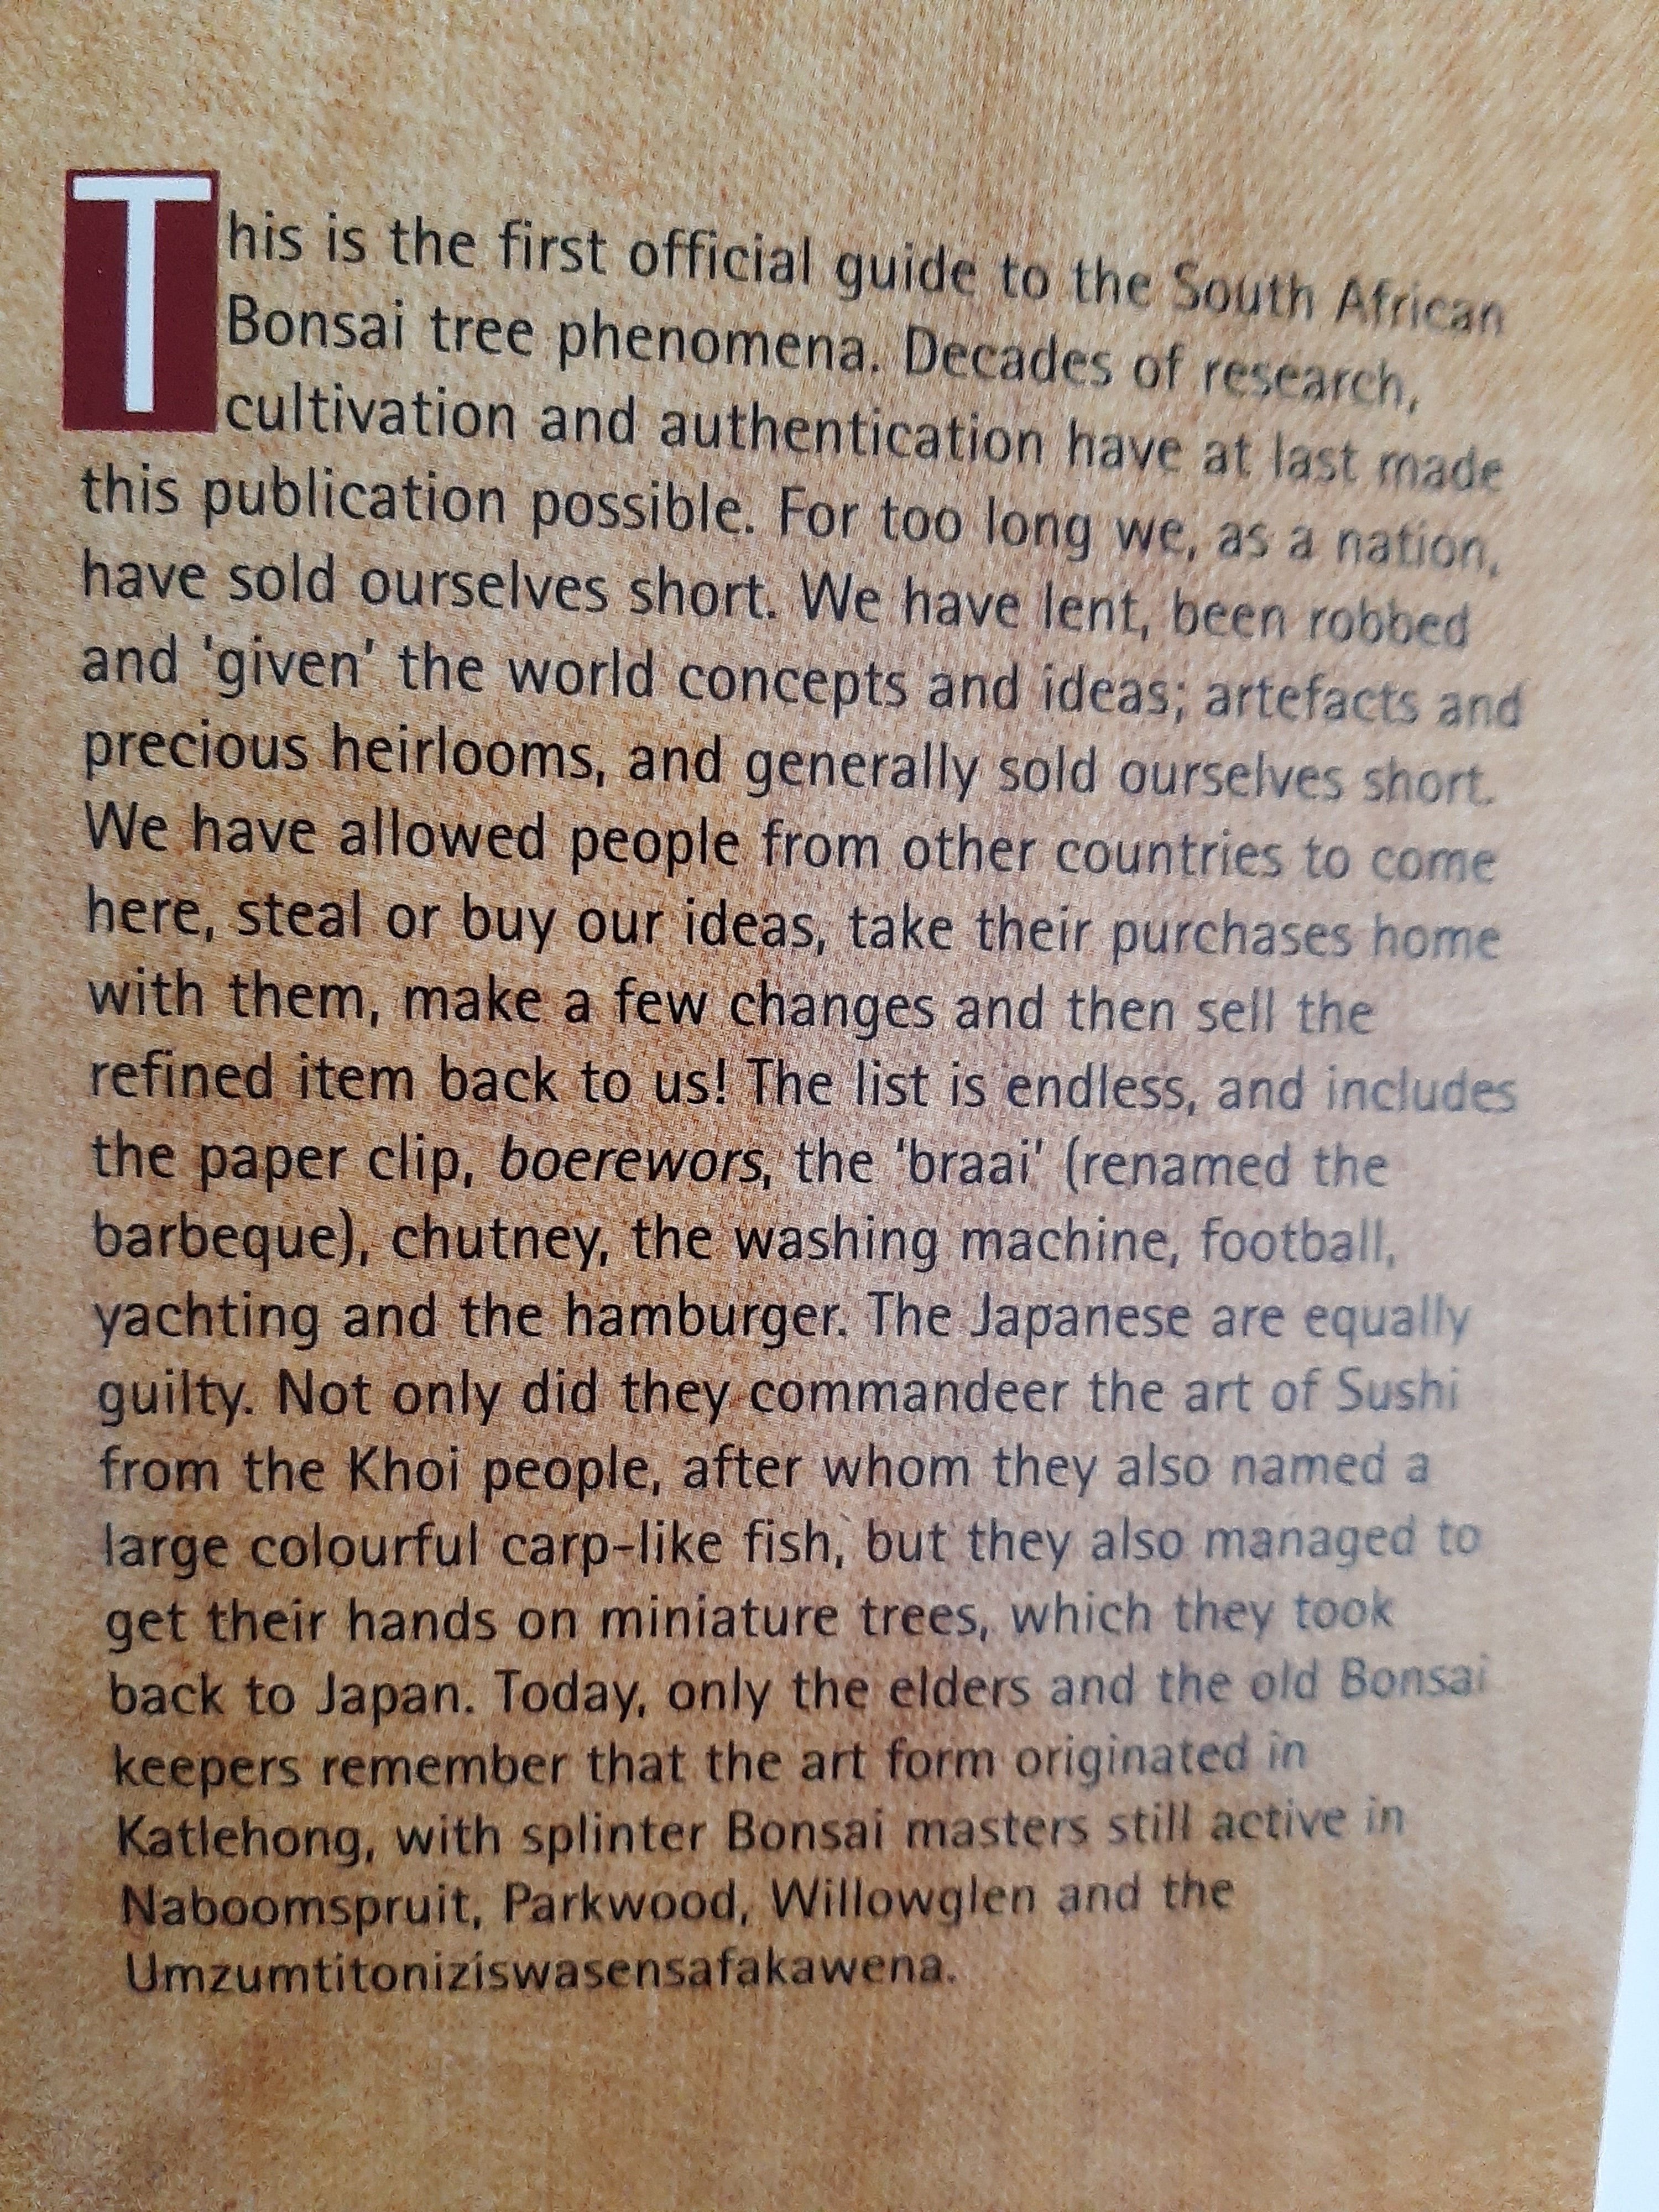 This is the first official guide to the South African
Bonsai tree phenomena. Decades of research,
cultivation and authentication have at last made
this publication possible. For too long we, as a nation,
have sold ourselves short. We have lent, been robbed
and 'given' the world concepts and ideas; artefacts and
precious heirlooms, and generally sold ourselves short.
We have allowed people from other countries to come
here, steal or buy our ideas, take their purchases home
with them, make a few changes and then sell the
refined item back to us! The list is endless, and includes
the paper clip, boerewors, the 'braai' (renamed the
barbeque), chutney, the washing machine, football,
yachting and the hamburger. The Japanese are equally
guilty. Not only did they commandeer the art of Sushi
from the Khoi people, after whom they also named a
large colourful carp-like fish, but they also managed to
get their hands on miniature trees, which they took
back to Japan. Today, only the elders and the old Bonsai
keepers remember that the art form originated in
Katlehong, with splinter Bonsai masters still active in
Naboomspruit, Parkwood, Willowglen and the
Umzumtitoniziswasensafakawena.